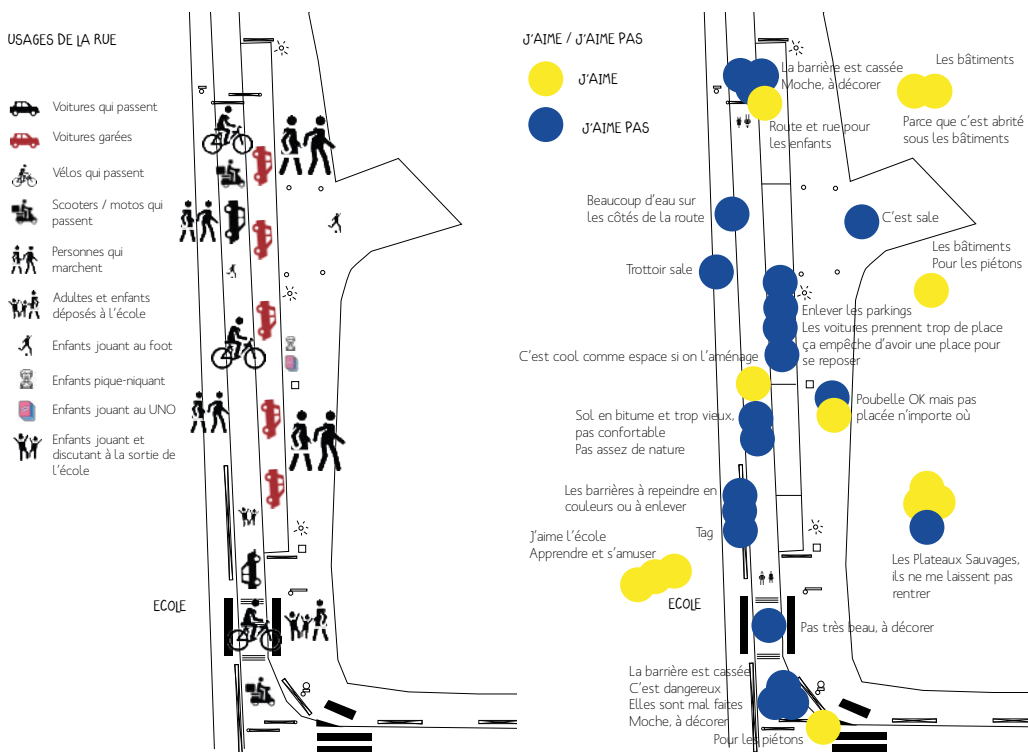 USAGES DE LA RUE
Voitures qui passent
Voitures garées
Vélos qui passent
Scooters / motos qui
passent
Personnes qui
marchent
Adultes et enfants
déposés à l'école
Enfants jouant au foot
Enfants pique-niquant
Enfants jouant au UNO
Enfants jouant et
discutant à la sortie de
l'école
ECOLE
J'AIME / J'AIME PAS
J'AIME
J'AIME PAS
La barrière est cassée
Moche, à décorer
Route et rue pour
les enfants
Les bâtiments
Parce que c'est abrité
sous les bâtiments
Beaucoup d'eau sur
les côtés de la route
C'est sale
Trottoir sale
Les bâtiments
Pour les piétons
Enlever les parkings
Les voitures prennent trop de place
ça empêche d'avoir une place pour
se reposer
C'est cool comme espace si on l'aménage
Poubelle OK mais pas
placée n'importe où
Sol en bitume et trop vieux,
pas confortable
Pas assez de nature
Les barrières à repeindre en
couleurs ou à enlever
Tag
J'aime l'école
Apprendre et s'amuser
Les Plateaux Sauvages,
ils ne me laissent pas
rentrer
ECOLE
Pas très beau, à décorer
La barrière est cassée
C'est dangereux
Elles sont mal faites
Moche, à décorer
Pour les piétons